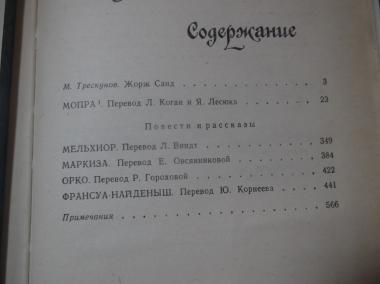 Содержание
М. Трескунов. Жорж Санд . . . . . . . . . . . . 3
МОПРА. Перевод Л. Коган и Я. Лесюка . . . . . . . 23
Повести и рассказы
МЕЛЬХИОР. Перевод Л. Виндт . . . . . . . . . 349
МАРКИЗА. Перевод Е. Овсянниковой . . . . . . . 384
ОРКО. Перевод Р. Гороховой . . . . . . . . . 422
ФРАНСУА-НАЙДЕНЫШ. Перевод Ю. Корнеева . . . . 441
Примечания . . . . . . . . . . . . . . . 566